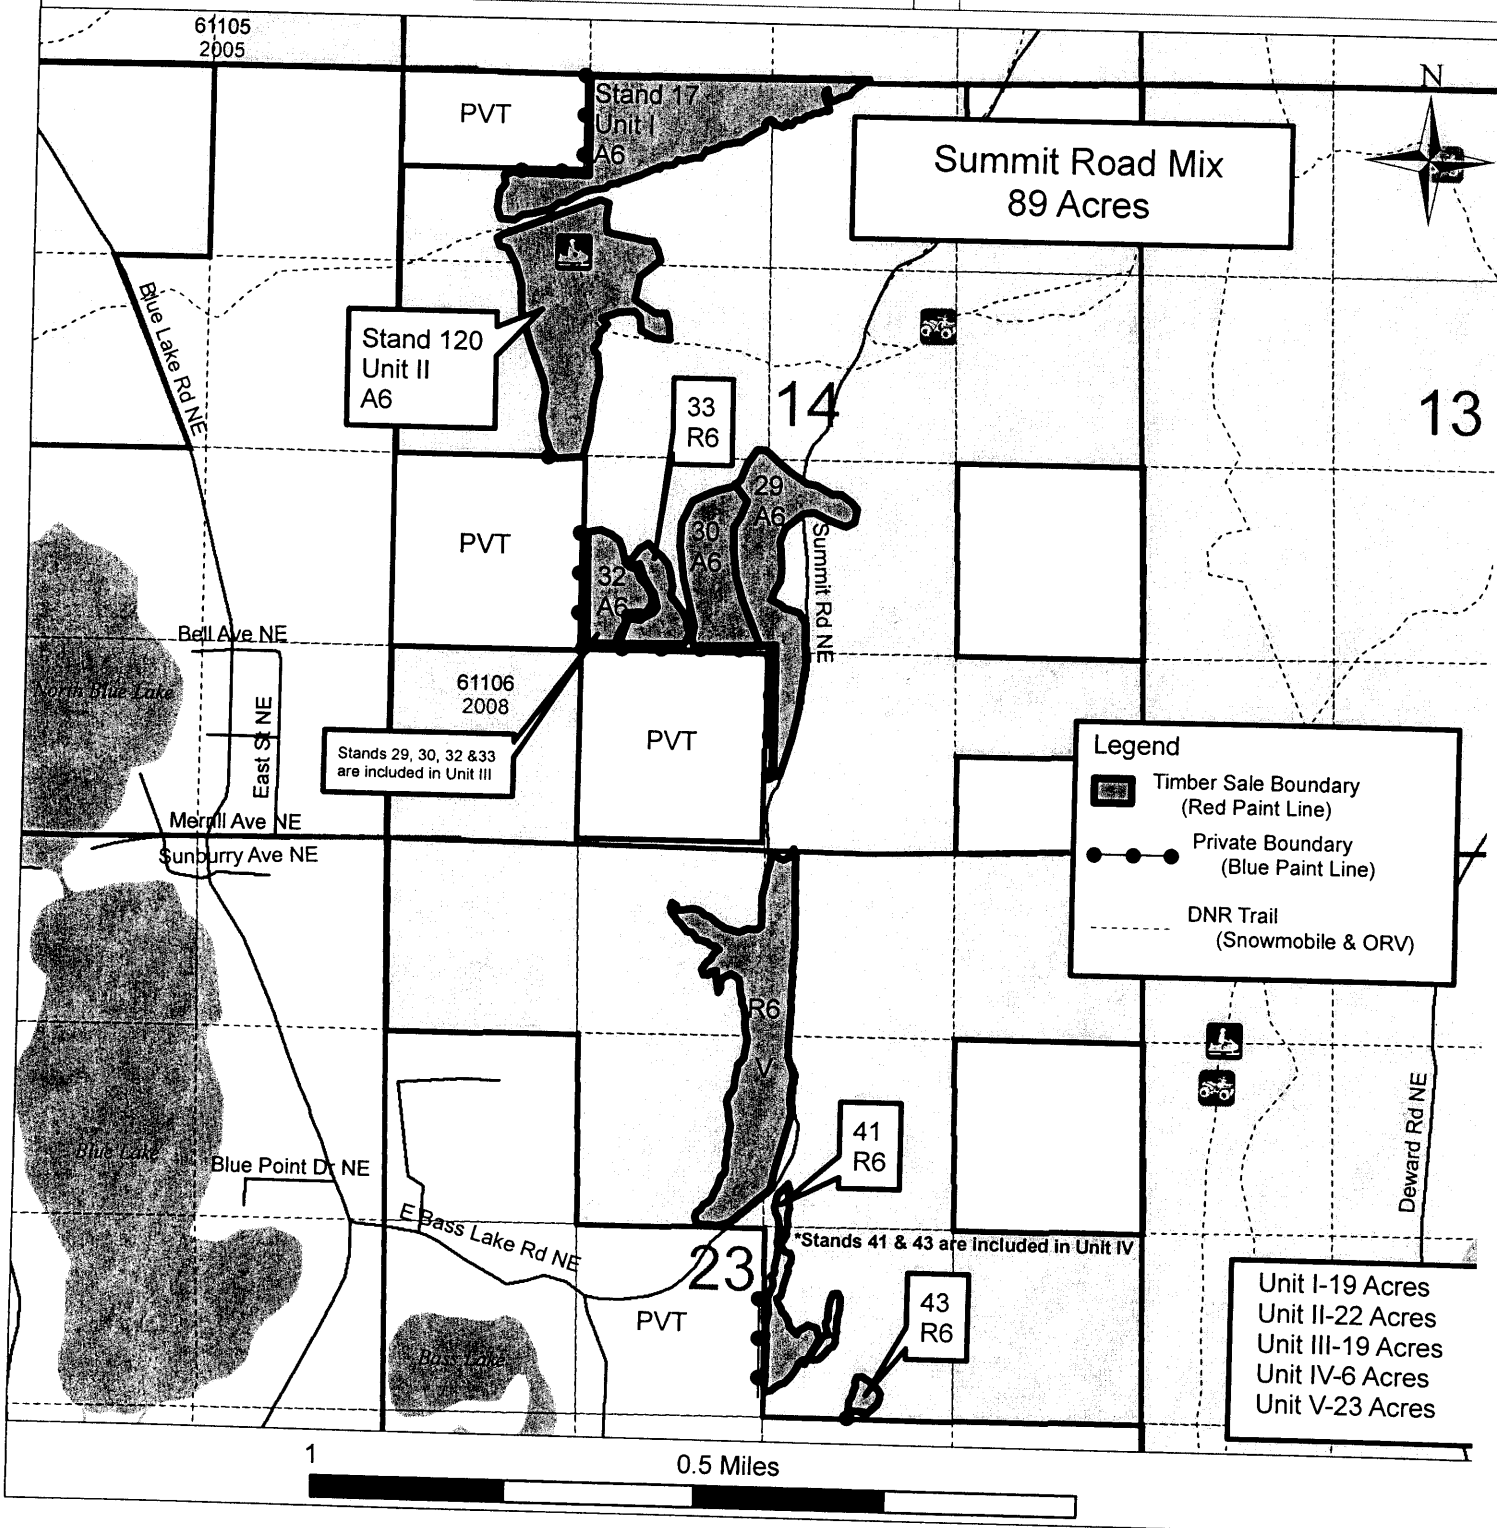 61105
2005
N
PVT
Stand 17
Unit I
A6
Summit Road Mix
89 Acres
Blue Lake Rd NE
Stand 120
Unit II
A6
33
R6
14
13
29
A6
30
A6
PVT
32
A6
Summit Rd NE
Bell Ave NE
North Blue Lake
61106
2008
East St NE
PVT
Stands 29, 30, 32 &33
are included in Unit III
Legend
Timber Sale Boundary
(Red Paint Line)
Private Boundary
(Blue Paint Line)
DNR Trail
(Snowmobile & ORV)
Merrill Ave NE
Sunburry Ave NE
R6
V
41
R6
Deward Rd NE
Blue Lake
Blue Point Dr NE
E Bass Lake Rd NE
*Stands 41 & 43 are included in Unit IV
23
PVT
43
R6
Bass Lake
Unit I-19 Acres
Unit II-22 Acres
Unit III-19 Acres
Unit IV-6 Acres
Unit V-23 Acres
1
0.5 Miles